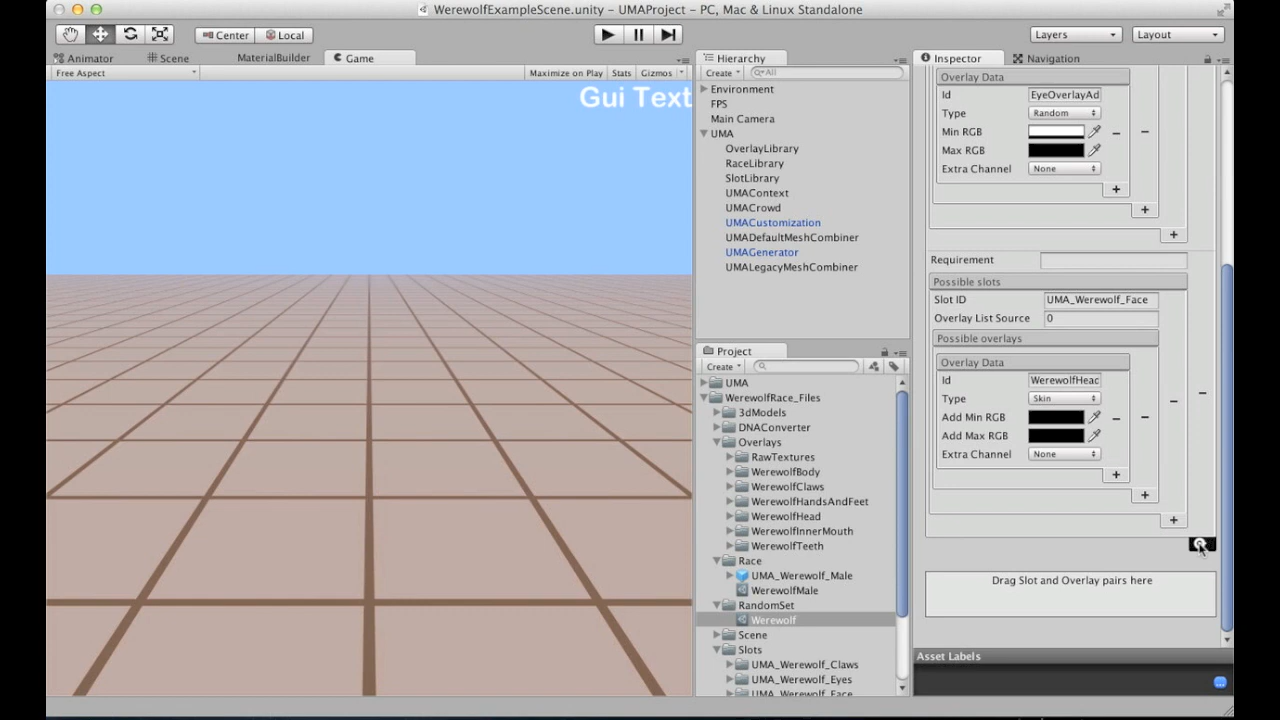 WerewolfExampleScene.unity - UMAProject - PC, Mac & Linux Standalone
Center Local
Layers Layout
Animator Scene MaterialBuilder Game
Free Aspect
Maximize on Play Stats Gizmos
Gui Text
Hierarchy
Create All
Environment
FPS
Main Camera
UMA
OverlayLibrary
RaceLibrary
SlotLibrary
UMAContext
UMACrowd
UMACustomization
UMADefaultMeshCombiner
UMAGenerator
UMALegacyMeshCombiner
Project
Create
UMA
WerewolfRace_Files
3dModels
DNAConverter
Overlays
RawTextures
WerewolfBody
WerewolfClaws
WerewolfHandsAndFeet
WerewolfHead
WerewolfInnerMouth
WerewolfTeeth
Race
UMA_Werewolf_Male
WerewolfMale
RandomSet
Werewolf
Scene
Slots
UMA_Werewolf_Claws
UMA_Werewolf_Eyes
UMA_Werewolf_Face
Inspector Navigation
Overlay Data
Id EyeOverlayAd
Type Random
Min RGB
Max RGB
Extra Channel None
Requirement
Possible slots
Slot ID UMA_Werewolf_Face
Overlay List Source 0
Possible overlays
Overlay Data
Id WerewolfHead
Type Skin
Add Min RGB
Add Max RGB
Extra Channel None
Drag Slot and Overlay pairs here
Asset Labels